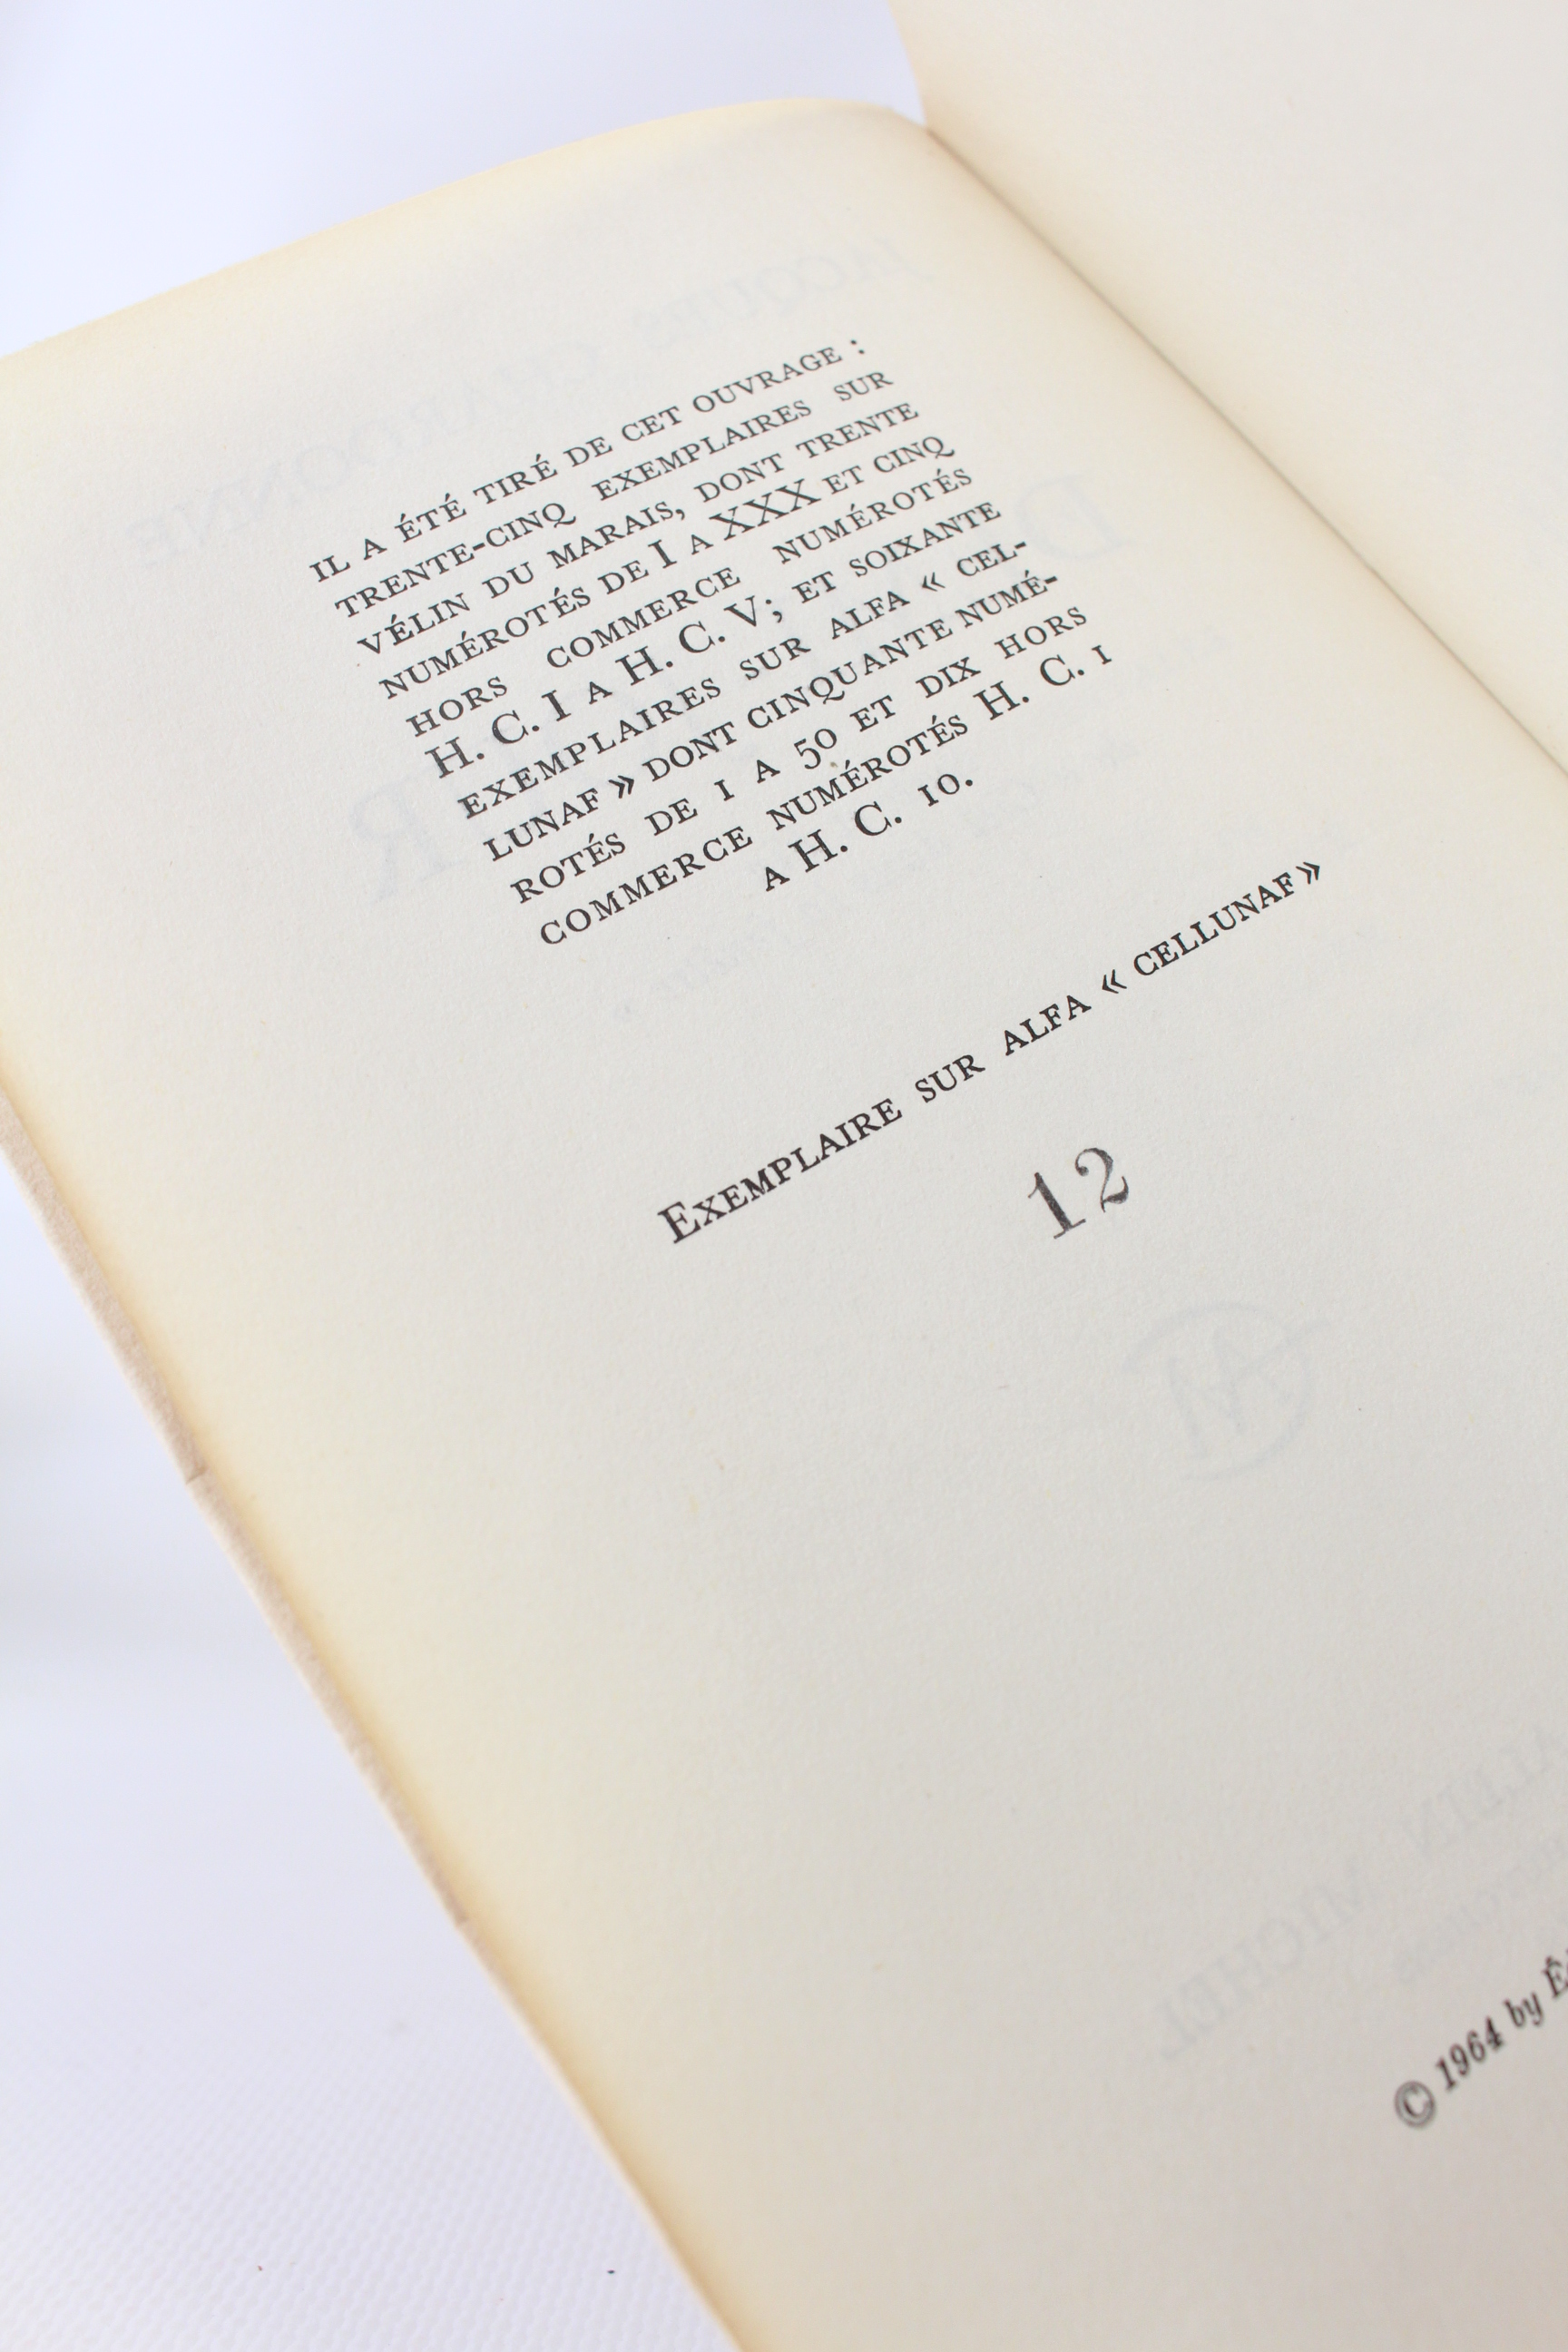 IL A ÉTÉ TIRÉ DE CET OUVRAGE :
TRENTE-CINQ EXEMPLAIRES SUR
VÉLIN DU MARAIS, DONT TRENTE
NUMÉROTÉS DE I A XXX ET CINQ
HORS COMMERCE NUMÉROTÉS
H. C. I A H. C. V; ET SOIXANTE
EXEMPLAIRES SUR ALFA « CEL-
LUNAF » DONT CINQUANTE NUMÉ-
ROTÉS DE 1 A 50 ET DIX HORS
COMMERCE NUMÉROTÉS H. C. 1
A H. C. 10.
EXEMPLAIRE SUR ALFA « CELLUNAF»
12
ALBIN MICHEL
© 1964 by